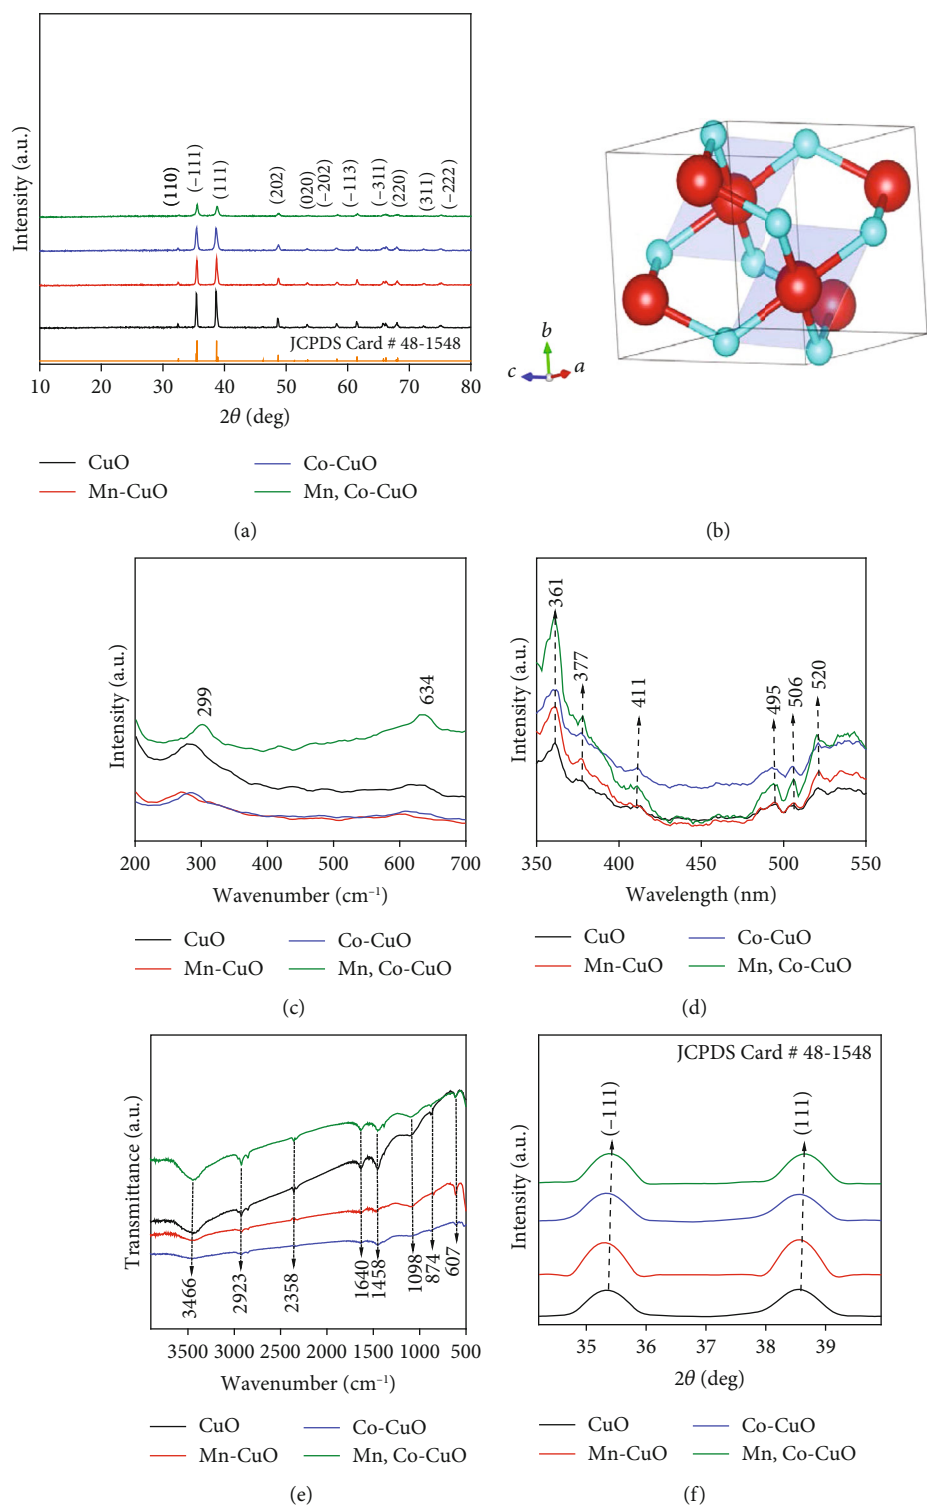 Intensity (a.u.)
(110)
(−111)
(111)
(202)
(020)
(−202)
(−113)
(−311)
(220)
(311)
(−222)
JCPDS Card # 48-1548
10 20 30 40 50 60 70 80
2θ (deg)
CuO
Co-CuO
Mn-CuO
Mn, Co-CuO
(a)
b
c
a
(b)
Intensity (a.u.)
299
634
200 300 400 500 600 700
Wavenumber (cm⁻¹)
CuO
Co-CuO
Mn-CuO
Mn, Co-CuO
(c)
Intensity (a.u.)
361
377
411
495
506
520
350 400 450 500 550
Wavelength (nm)
CuO
Co-CuO
Mn-CuO
Mn, Co-CuO
(d)
Transmittance (a.u.)
3466
2923
2358
1640
1458
1098
874
607
3500 3000 2500 2000 1500 1000 500
Wavenumber (cm⁻¹)
CuO
Co-CuO
Mn-CuO
Mn, Co-CuO
(e)
JCPDS Card # 48-1548
Intensity (a.u.)
(−111)
(111)
35 36 37 38 39
2θ (deg)
CuO
Co-CuO
Mn-CuO
Mn, Co-CuO
(f)